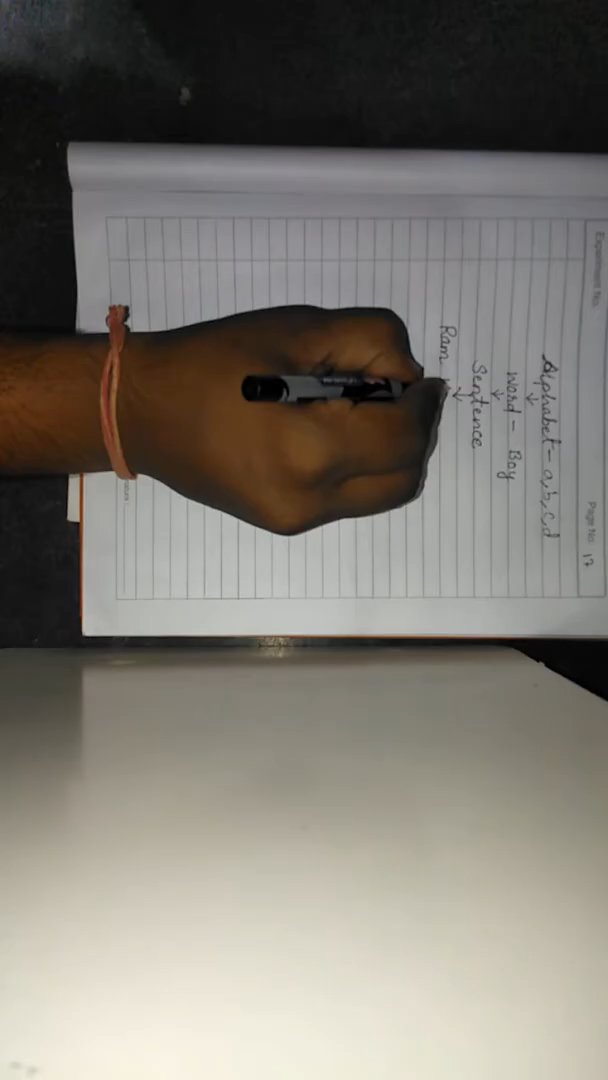 Experiment No.
Page No. 17
Alphabet - a,b,c,d
↓
Word - Boy
↓
Sentence
↓
Ram